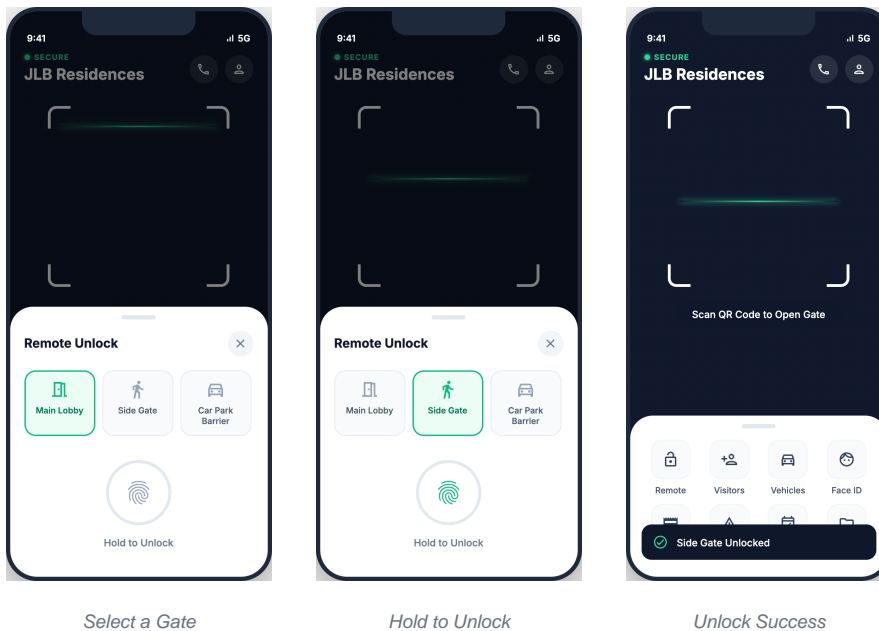 9:41
5G
SECURE
JLB Residences
Remote Unlock
Main Lobby
Side Gate
Car Park
Barrier
Hold to Unlock
Select a Gate
9:41
5G
SECURE
JLB Residences
Remote Unlock
Main Lobby
Side Gate
Car Park
Barrier
Hold to Unlock
Hold to Unlock
9:41
5G
SECURE
JLB Residences
Scan QR Code to Open Gate
Remote
Visitors
Vehicles
Face ID
Side Gate Unlocked
Unlock Success